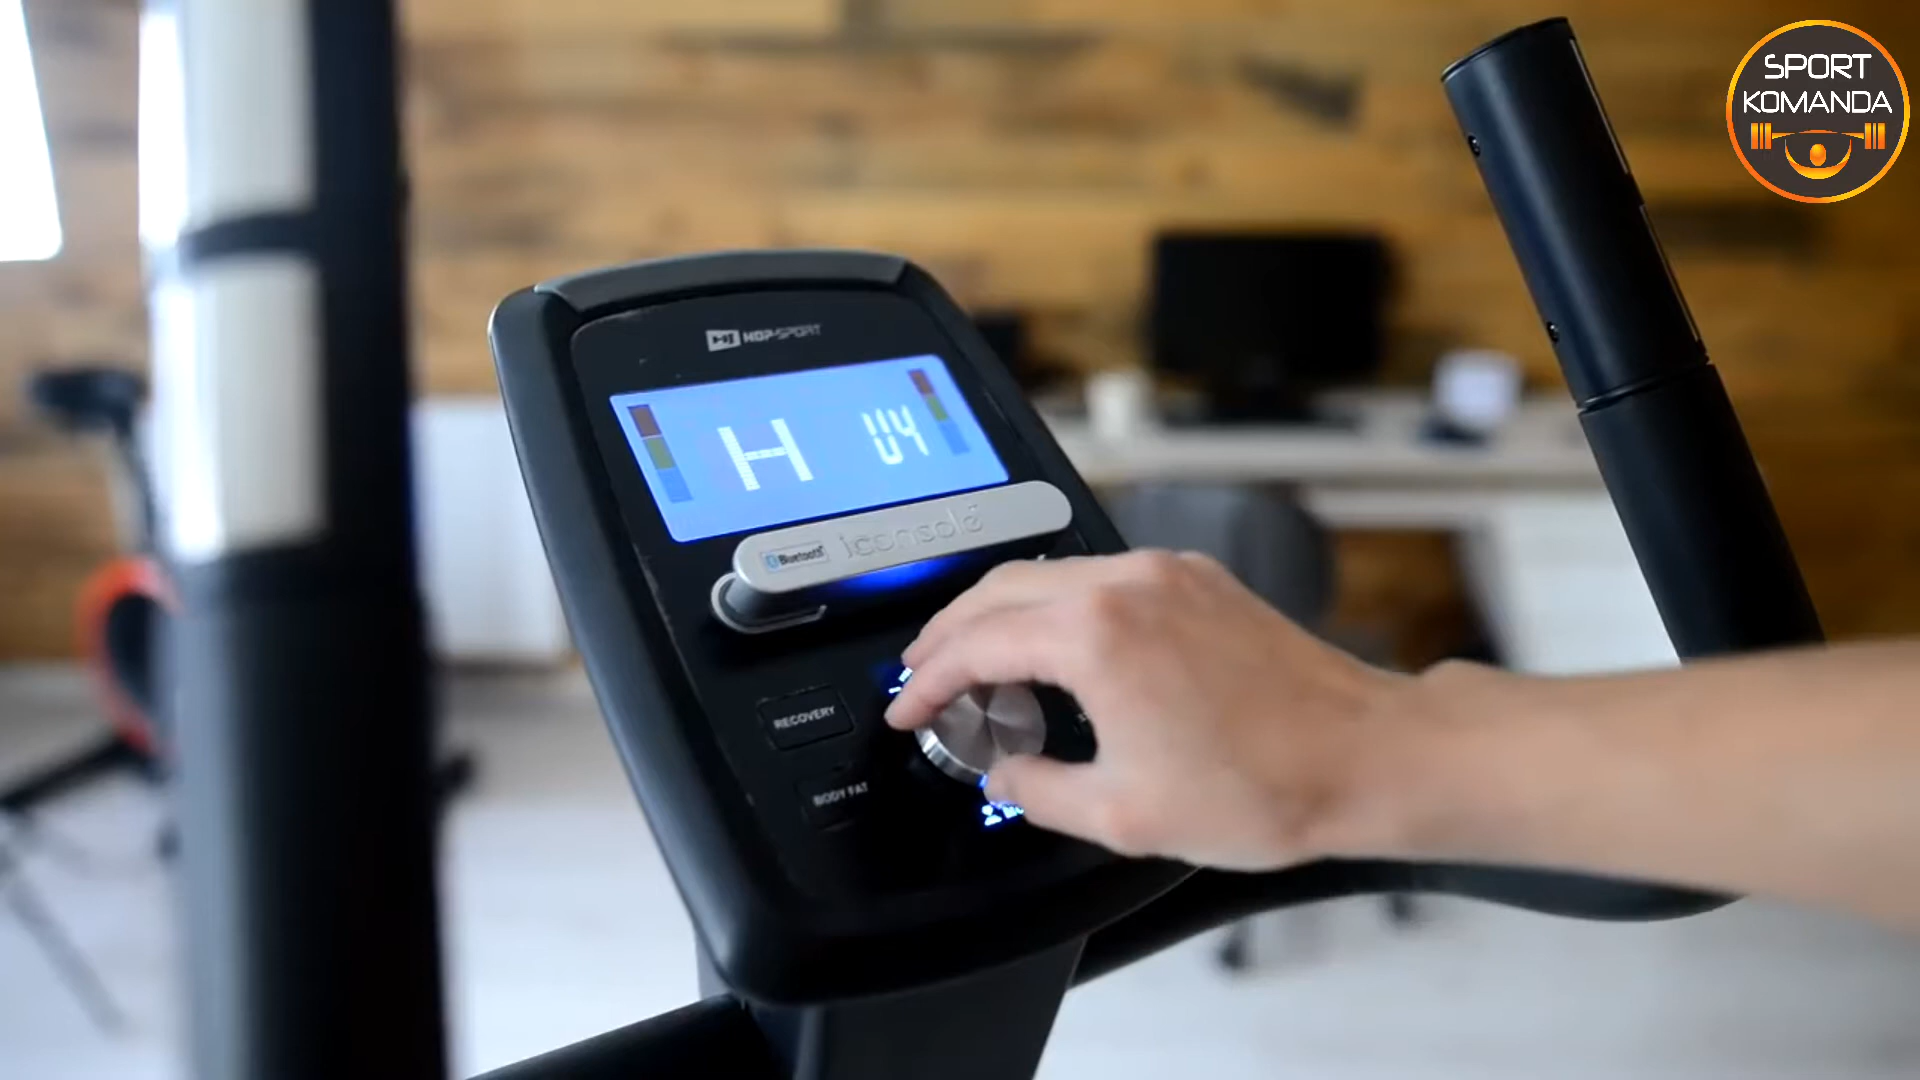 SPORT
KOMANDA
HOP-SPORT
H U4
Bluetooth iconsole
RECOVERY
BODY FAT